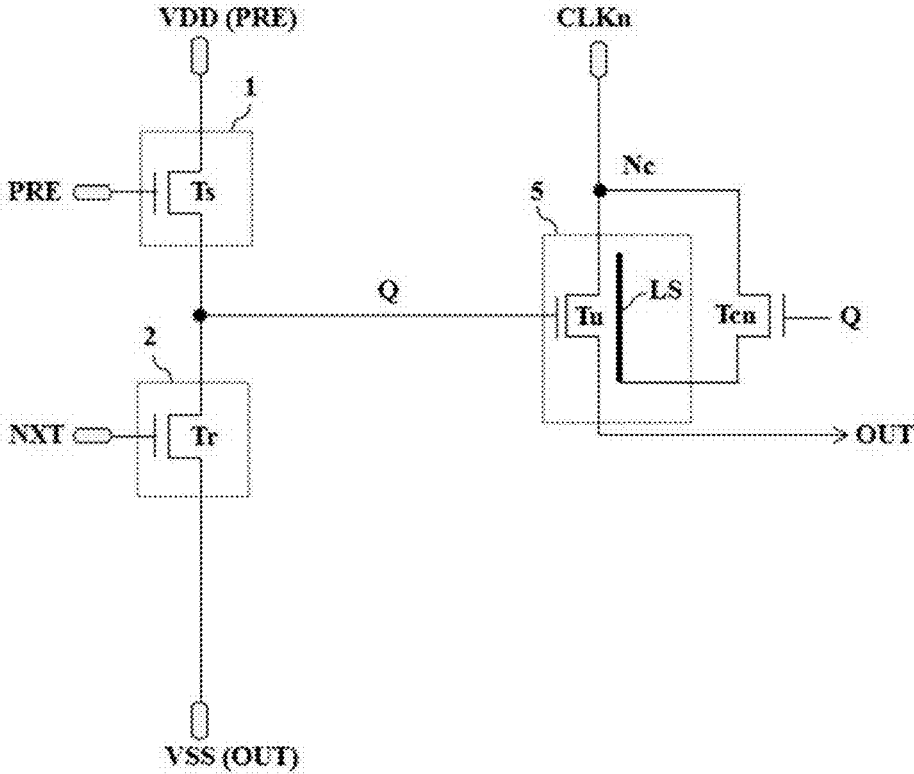 VDD (PRE)
CLKn
1
PRE
Ts
Nc
5
Q
LS
Tu
Tcn
Q
2
NXT
Tr
OUT
VSS (OUT)